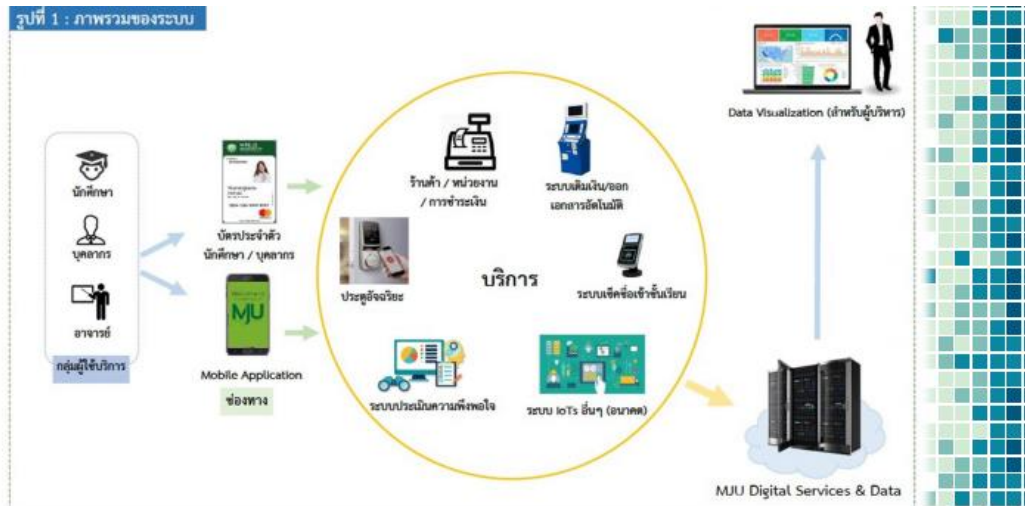 รูปที่ 1 : ภาพรวมของระบบ
นักศึกษา
บุคลากร
อาจารย์
กลุ่มผู้ใช้บริการ
บัตรประจำตัว
นักศึกษา / บุคลากร
MJU
Mobile Application
ช่องทาง
ร้านค้า / หน่วยงาน
/ การชำระเงิน
ระบบเติมเงิน/ออก
เอกสารอัตโนมัติ
ประตูอัจฉริยะ
บริการ
ระบบเช็คชื่อเข้าชั้นเรียน
ระบบประเมินความพึงพอใจ
ระบบ IoTs อื่นๆ (อนาคต)
Data Visualization (สำหรับผู้บริหาร)
MJU Digital Services & Data